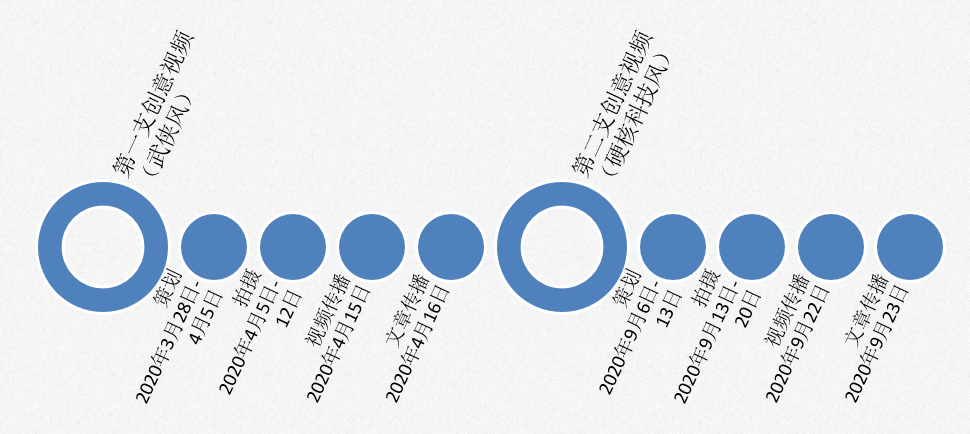 第一支创意视频
（武侠风）
策划
2020年3月28日-
4月5日
拍摄
2020年4月5日-
12日
视频传播
2020年4月15日
文章传播
2020年4月16日
第二支创意视频
（硬核科技风）
策划
2020年9月6日-
13日
拍摄
2020年9月13日-
20日
视频传播
2020年9月22日
文章传播
2020年9月23日